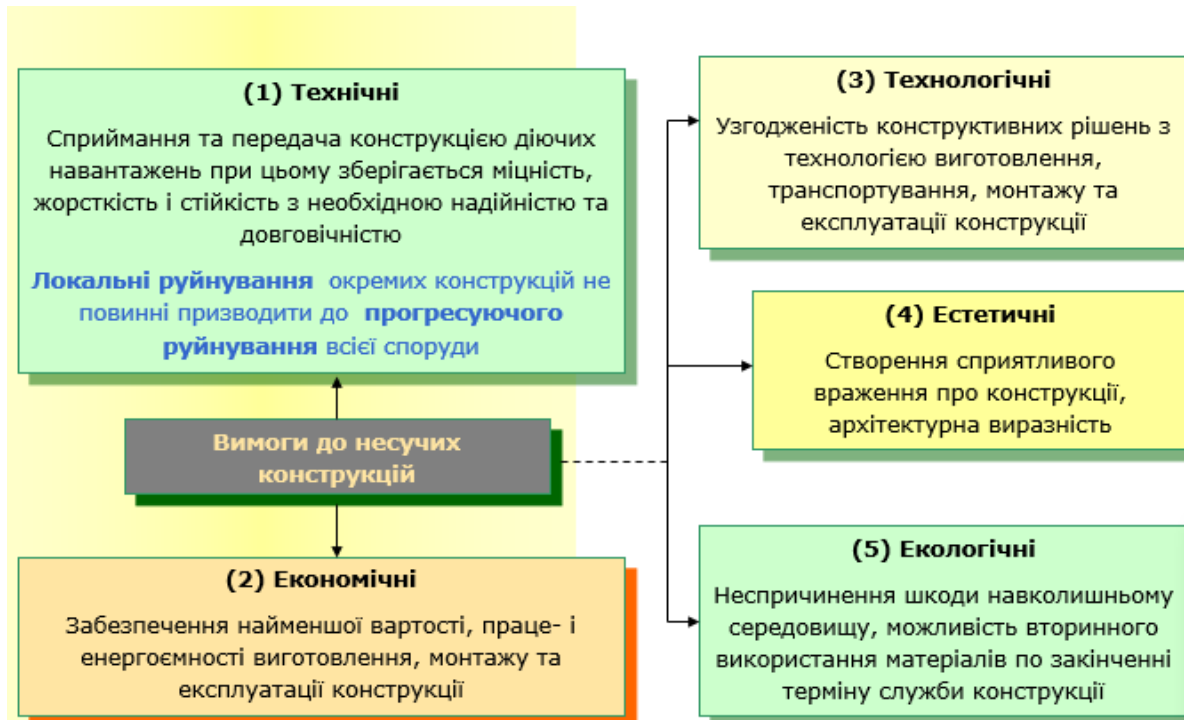 (1) Технічні
Сприймання та передача конструкцією діючих
навантажень при цьому зберігається міцність,
жорсткість і стійкість з необхідною надійністю та
довговічністю
Локальні руйнування окремих конструкцій не
повинні призводити до прогресуючого
руйнування всієї споруди
Вимоги до несучих
конструкцій
(2) Економічні
Забезпечення найменшої вартості, праце- і
енергоємності виготовлення, монтажу та
експлуатації конструкції
(3) Технологічні
Узгодженість конструктивних рішень з
технологією виготовлення,
транспортування, монтажу та
експлуатації конструкції
(4) Естетичні
Створення сприятливого
враження про конструкції,
архітектурна виразність
(5) Екологічні
Неспричинення шкоди навколишньому
середовищу, можливість вторинного
використання матеріалів по закінченні
терміну служби конструкції